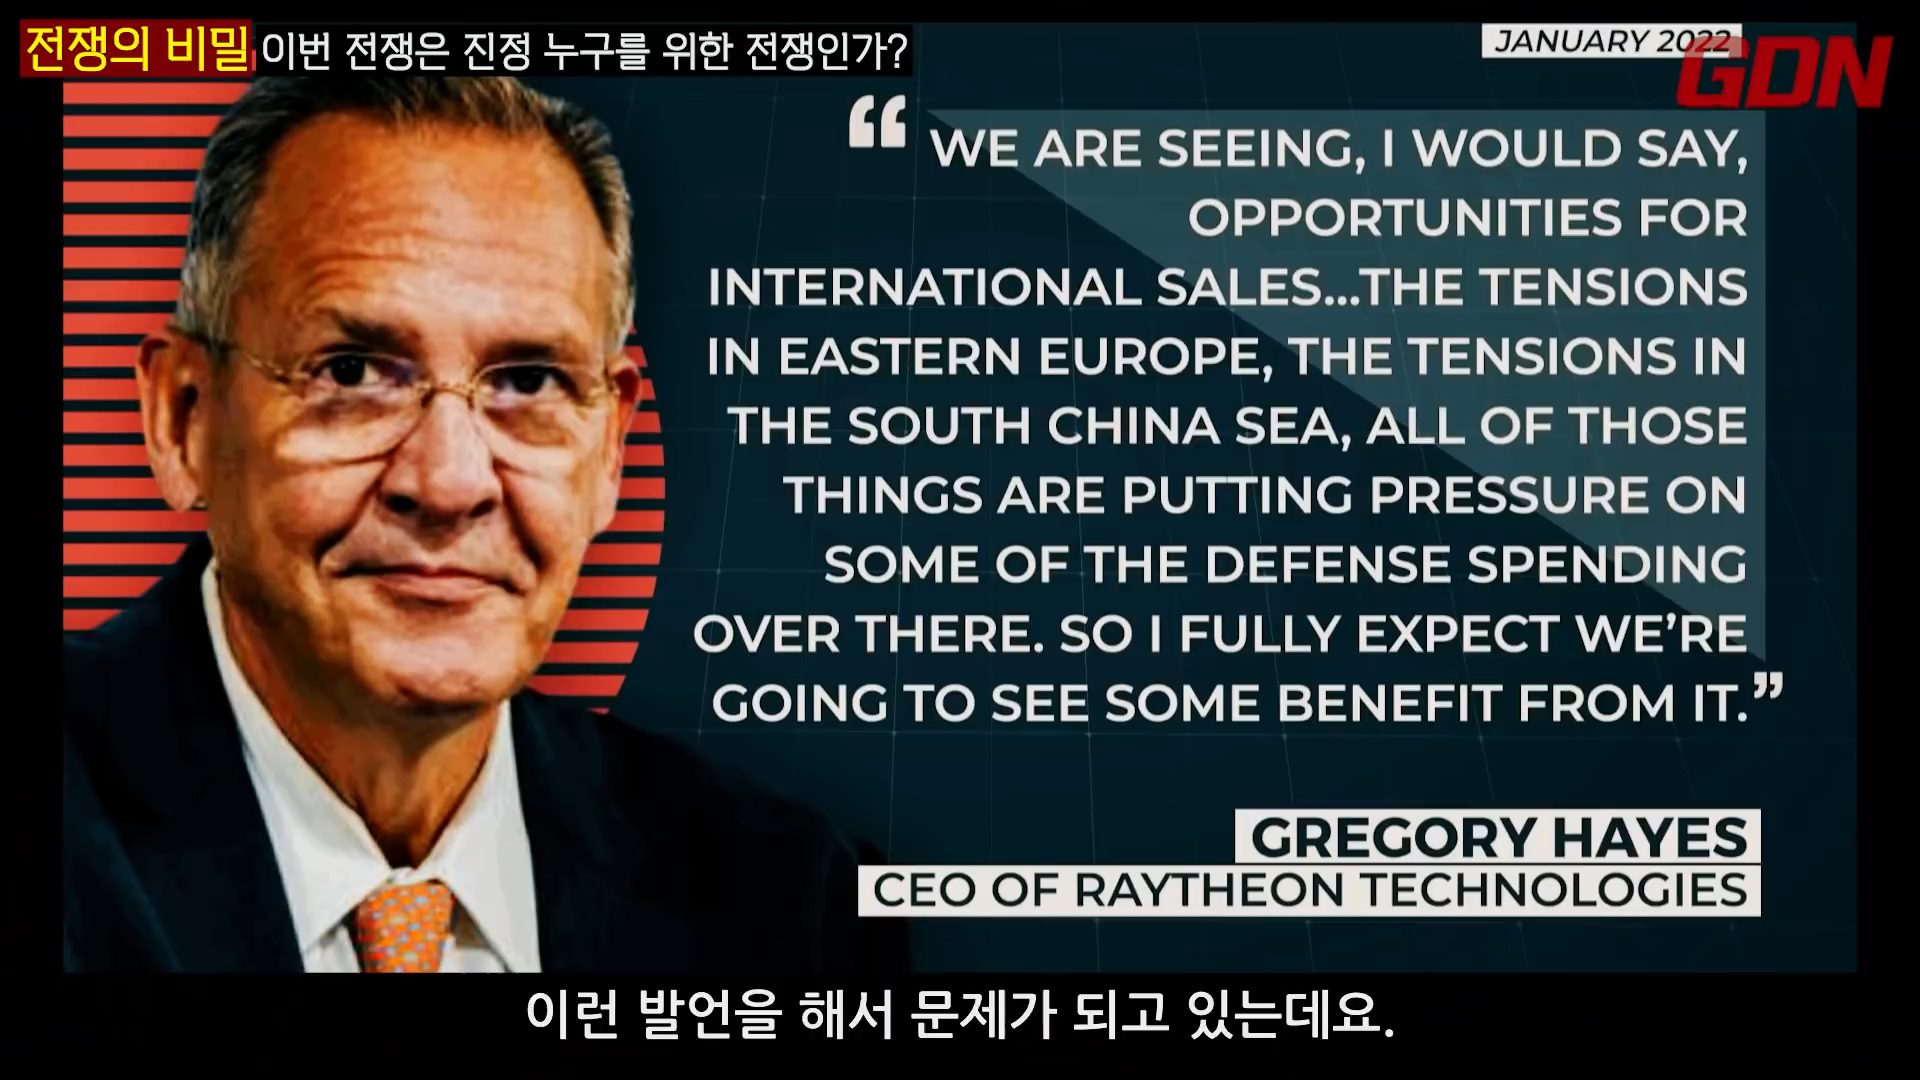 전쟁의 비밀 이번 전쟁은 진정 누구를 위한 전쟁인가?
JANUARY 2022
GDN
“ WE ARE SEEING, I WOULD SAY,
OPPORTUNITIES FOR
INTERNATIONAL SALES...THE TENSIONS
IN EASTERN EUROPE, THE TENSIONS IN
THE SOUTH CHINA SEA, ALL OF THOSE
THINGS ARE PUTTING PRESSURE ON
SOME OF THE DEFENSE SPENDING
OVER THERE. SO I FULLY EXPECT WE’RE
GOING TO SEE SOME BENEFIT FROM IT.”
GREGORY HAYES
CEO OF RAYTHEON TECHNOLOGIES
이런 발언을 해서 문제가 되고 있는데요.